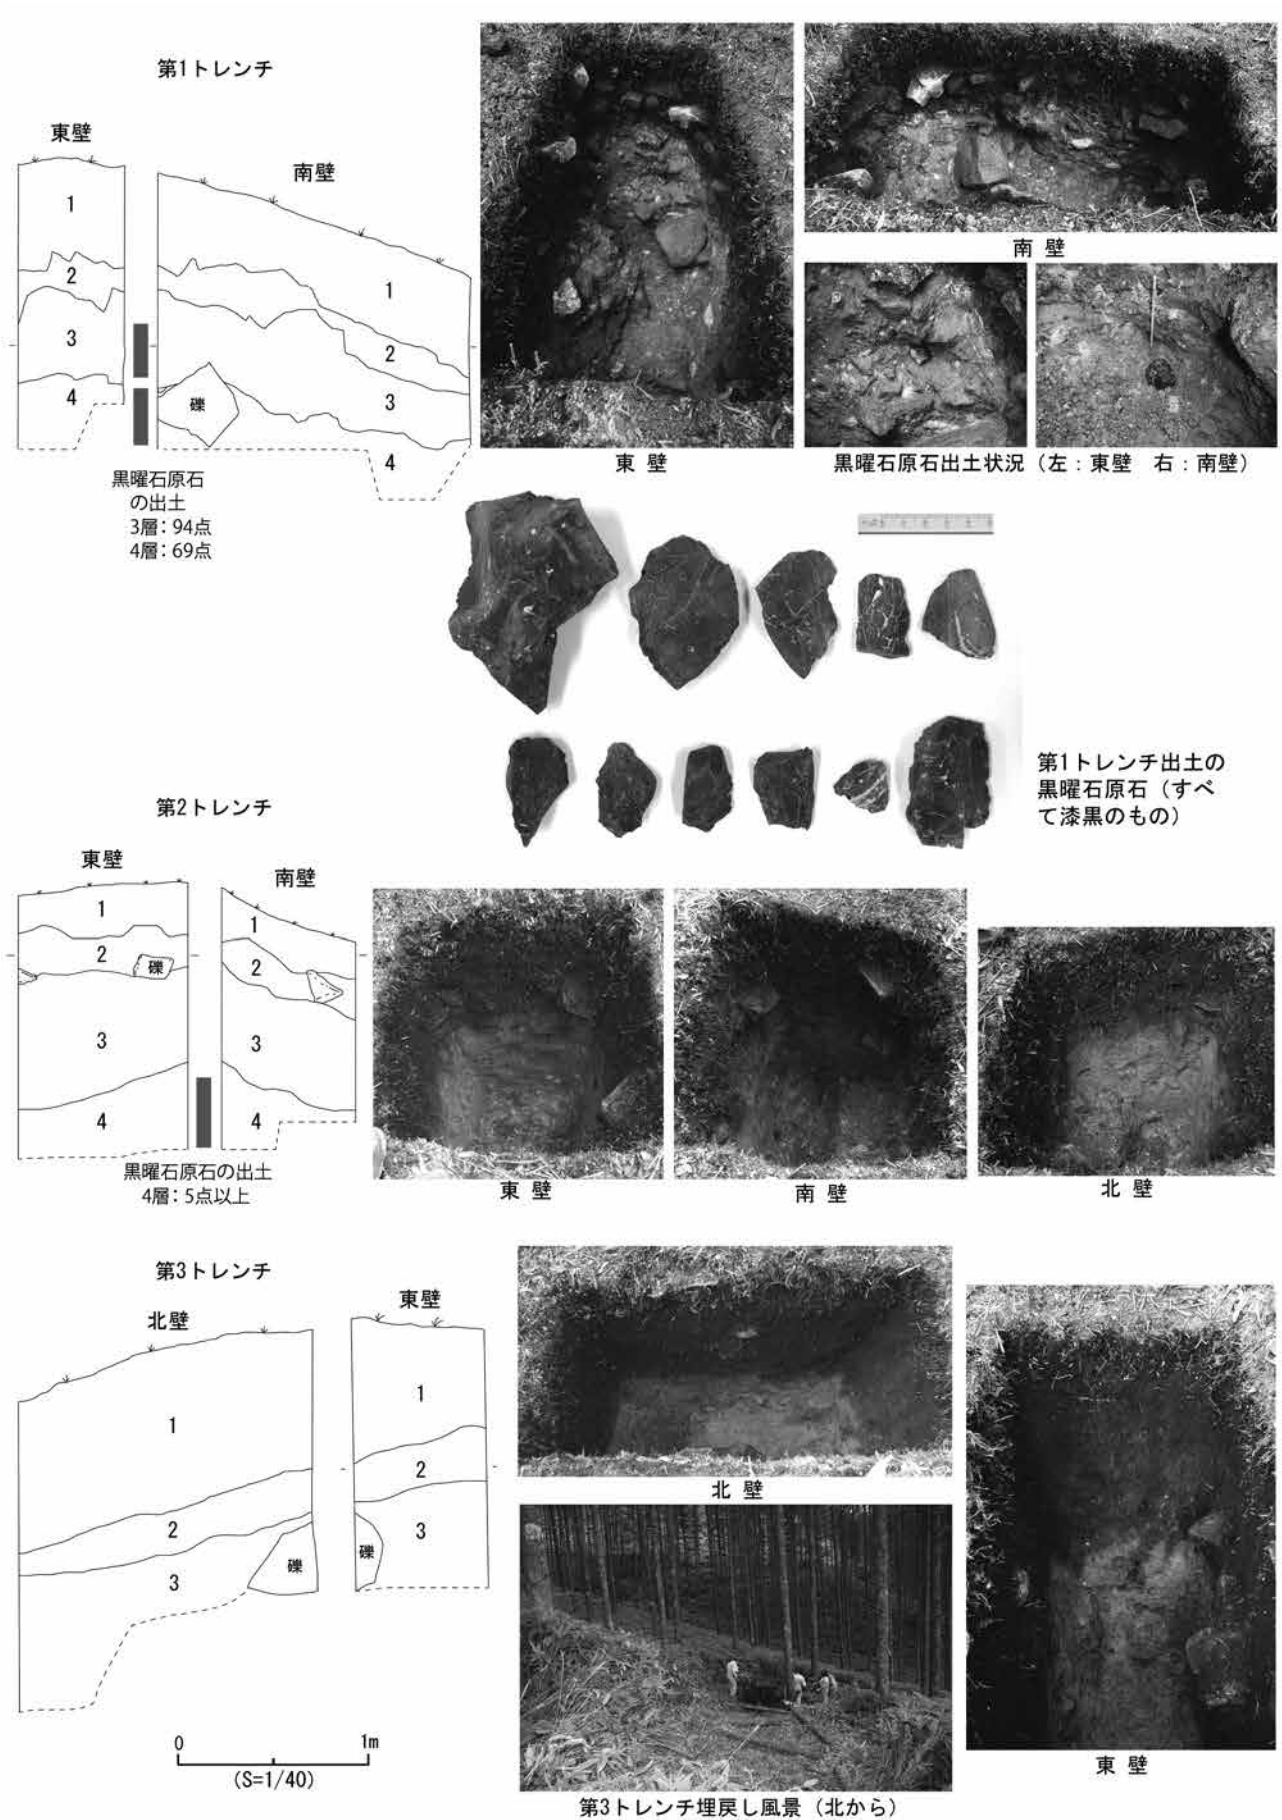 第1トレンチ
東壁
南壁
1
2
3
4
1
2
3
4
礫
黒曜石原石
の出土
3層：94点
4層：69点
東 壁
南 壁
黒曜石原石出土状況（左：東壁 右：南壁）
第1トレンチ出土の
黒曜石原石（すべ
て漆黒のもの）
第2トレンチ
東壁
南壁
1
2
礫
3
4
1
2
3
4
黒曜石原石の出土
4層：5点以上
東 壁
南 壁
北 壁
第3トレンチ
北壁
東壁
1
2
3
礫
1
2
3
礫
0 1m
(S=1/40)
北 壁
第3トレンチ埋戻し風景（北から）
東 壁